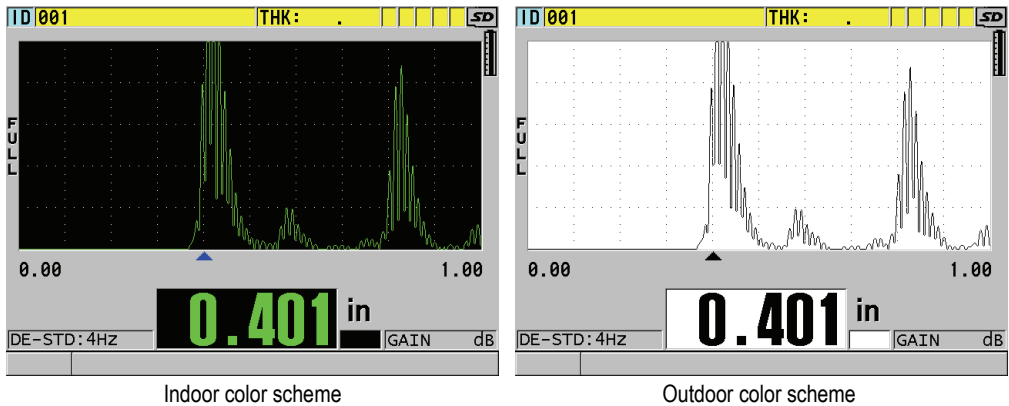 ID 001 THK: . SD
FULL
0.00 1.00
0.401 in
DE-STD:4Hz GAIN dB
Indoor color scheme
ID 001 THK: . SD
FULL
0.00 1.00
0.401 in
DE-STD:4Hz GAIN dB
Outdoor color scheme